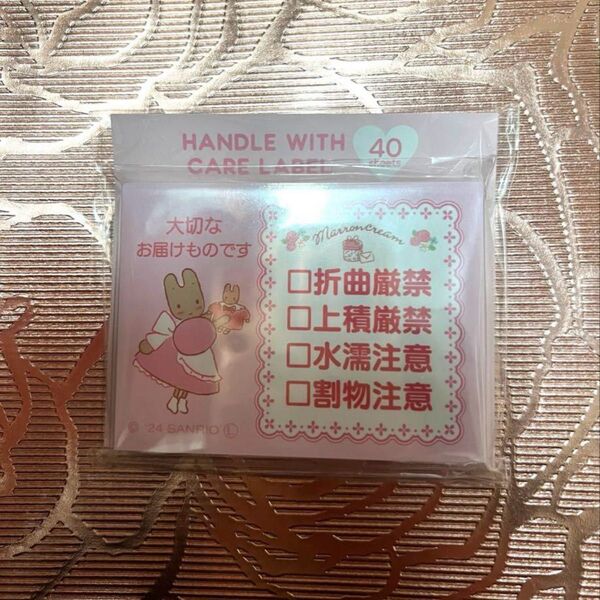 HANDLE WITH
CARE LABEL
40
sheets
大切な
お届けものです
Marroncream
□折曲厳禁
□上積厳禁
□水濡注意
□割物注意
© '24 SANRIO Ⓛ